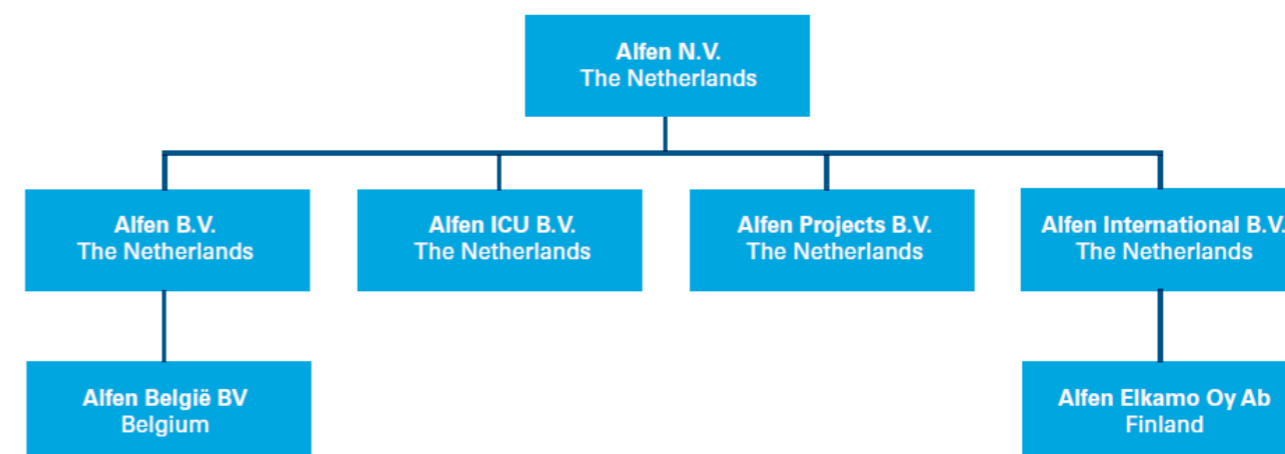 Alfen N.V.
The Netherlands
Alfen B.V.
The Netherlands
Alfen ICU B.V.
The Netherlands
Alfen Projects B.V.
The Netherlands
Alfen International B.V.
The Netherlands
Alfen België BV
Belgium
Alfen Elkamo Oy Ab
Finland